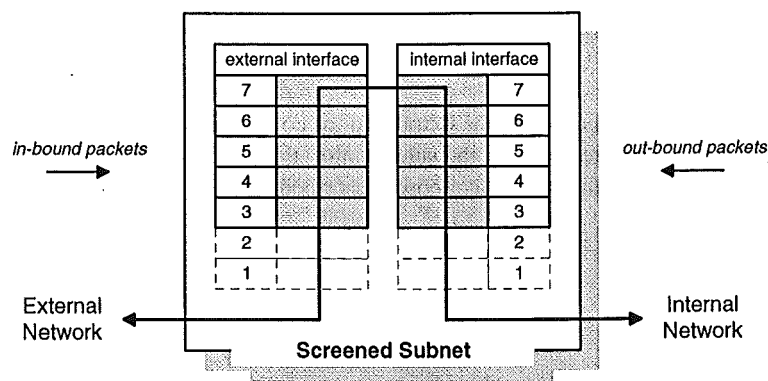 external interface
internal interface
7
7
6
6
in-bound packets
5
5
out-bound packets
4
4
3
3
2
2
1
1
External
Network
Internal
Network
Screened Subnet